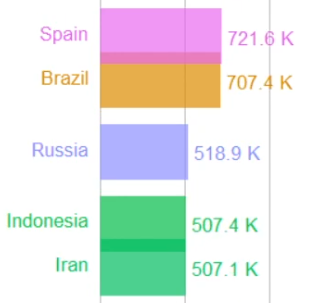 Spain 721.6 K
Brazil 707.4 K
Russia 518.9 K
Indonesia 507.4 K
Iran 507.1 K